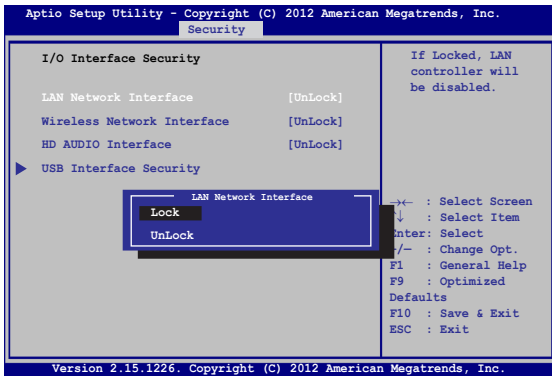 Aptio Setup Utility - Copyright (C) 2012 American Megatrends, Inc.
Security
I/O Interface Security
LAN Network Interface [UnLock]
Wireless Network Interface [UnLock]
HD AUDIO Interface [UnLock]
USB Interface Security
If Locked, LAN
controller will
be disabled.
LAN Network Interface
Lock
UnLock
→← : Select Screen
↑↓ : Select Item
Enter: Select
+/— : Change Opt.
F1 : General Help
F9 : Optimized
Defaults
F10 : Save & Exit
ESC : Exit
Version 2.15.1226. Copyright (C) 2012 American Megatrends, Inc.